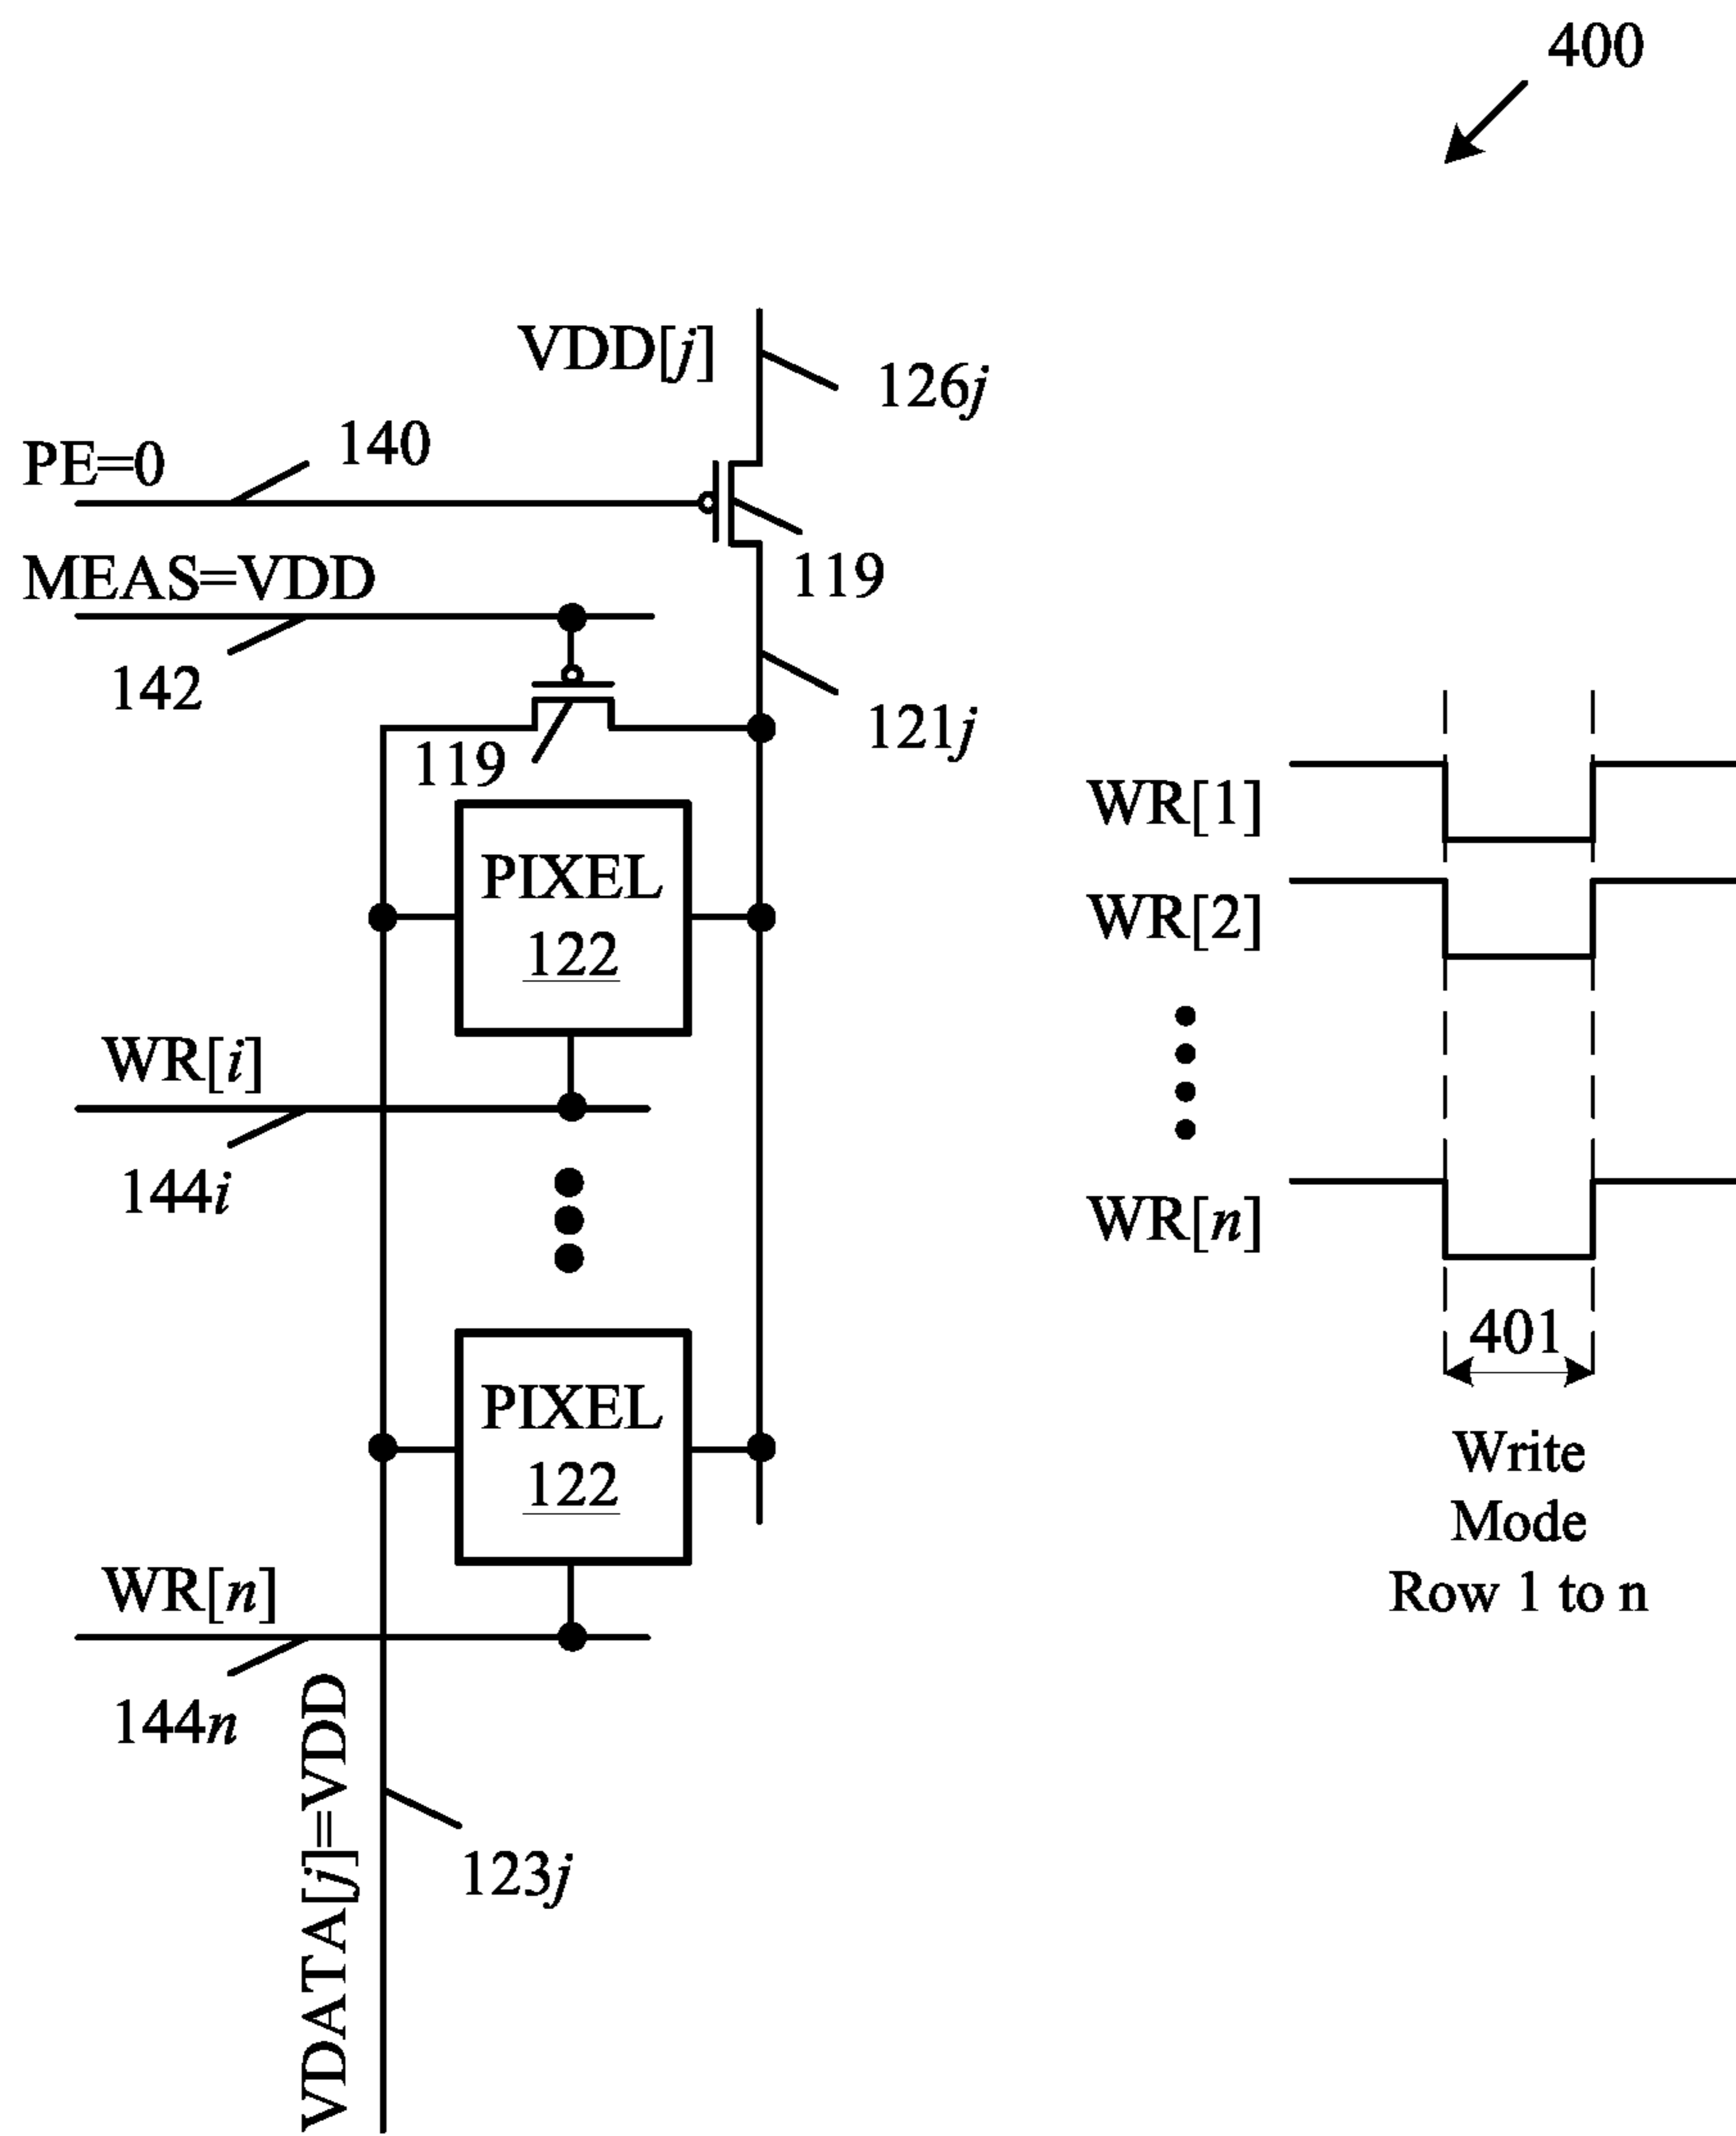 400
VDD[j]
126j
PE=0
140
119
MEAS=VDD
142
121j
119
PIXEL
122
WR[i]
144i
PIXEL
122
WR[n]
144n
VDATA[j]=VDD
123j
WR[1]
WR[2]
WR[n]
401
Write
Mode
Row 1 to n